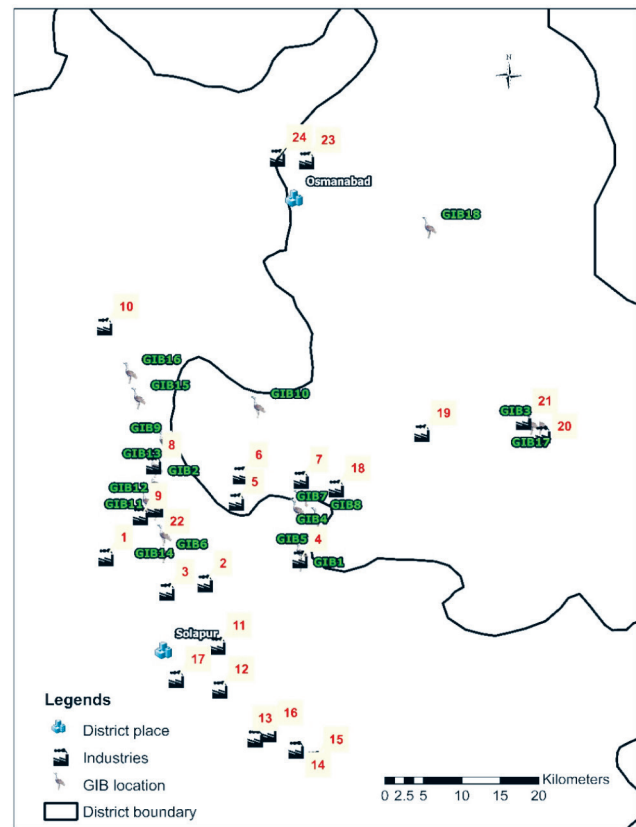 N
24 23
Osmanabad
GIB18
10
GIB16
GIB15
GIB10
GIB3 21
GIB9
19 20
GIB17
8
GIB13
GIB2
6 7
18
GIB12
5
GIB7
GIB11 9
GIB8
GIB4
22
1
GIB6
GIB5 4
GIB14
GIB1
3 2
11
Solapur
17 12
13 16
15
14
Legends
District place
Industries
GIB location
District boundary
Kilometers
0 2.5 5 10 15 20